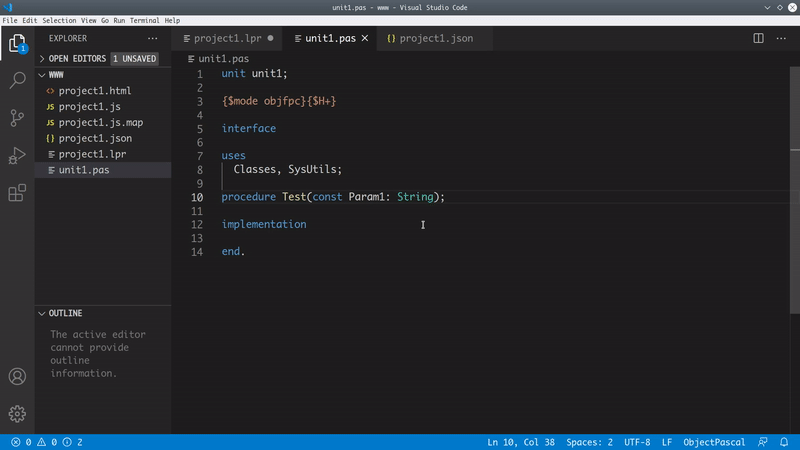 unit1.pas - www - Visual Studio Code
File Edit Selection View Go Run Terminal Help
EXPLORER
OPEN EDITORS 1 UNSAVED
WWW
project1.html
JS project1.js
JS project1.js.map
{} project1.json
project1.lpr
unit1.pas
OUTLINE
The active editor
cannot provide
outline
information.
1
project1.lpr
unit1.pas
{} project1.json
unit1.pas
1 unit unit1;
2
3 {$mode objfpc}{$H+}
4
5 interface
6
7 uses
8 Classes, SysUtils;
9
10 procedure Test(const Param1: String);
11
12 implementation
13
14 end.
0 0 2
Ln 10, Col 38 Spaces: 2 UTF-8 LF ObjectPascal